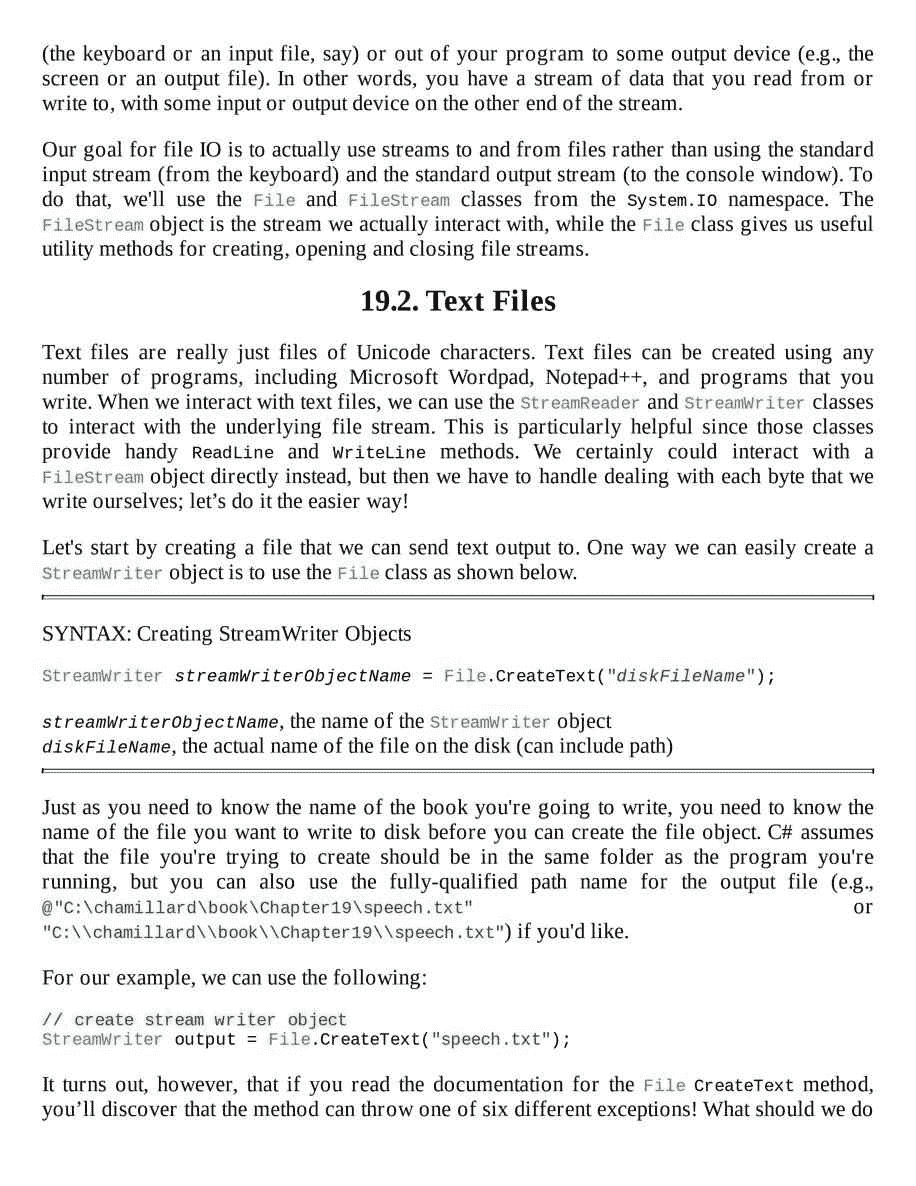 (the keyboard or an input file, say) or out of your program to some output device (e.g., the
screen or an output file). In other words, you have a stream of data that you read from or
write to, with some input or output device on the other end of the stream.
Our goal for file IO is to actually use streams to and from files rather than using the standard
input stream (from the keyboard) and the standard output stream (to the console window). To
do that, we'll use the File and FileStream classes from the System.IO namespace. The
FileStream object is the stream we actually interact with, while the File class gives us useful
utility methods for creating, opening and closing file streams.
19.2. Text Files
Text files are really just files of Unicode characters. Text files can be created using any
number of programs, including Microsoft Wordpad, Notepad++, and programs that you
write. When we interact with text files, we can use the StreamReader and StreamWriter classes
to interact with the underlying file stream. This is particularly helpful since those classes
provide handy ReadLine and WriteLine methods. We certainly could interact with a
FileStream object directly instead, but then we have to handle dealing with each byte that we
write ourselves; let’s do it the easier way!
Let's start by creating a file that we can send text output to. One way we can easily create a
StreamWriter object is to use the File class as shown below.
SYNTAX: Creating StreamWriter Objects
StreamWriter streamWriterObjectName = File.CreateText("diskFileName");
streamWriterObjectName, the name of the StreamWriter object
diskFileName, the actual name of the file on the disk (can include path)
Just as you need to know the name of the book you're going to write, you need to know the
name of the file you want to write to disk before you can create the file object. C# assumes
that the file you're trying to create should be in the same folder as the program you're
running, but you can also use the fully-qualified path name for the output file (e.g.,
@"C:\chamillard\book\Chapter19\speech.txt" or
"C:\\chamillard\\book\\Chapter19\\speech.txt") if you'd like.
For our example, we can use the following:
// create stream writer object
StreamWriter output = File.CreateText("speech.txt");
It turns out, however, that if you read the documentation for the File CreateText method,
you’ll discover that the method can throw one of six different exceptions! What should we do